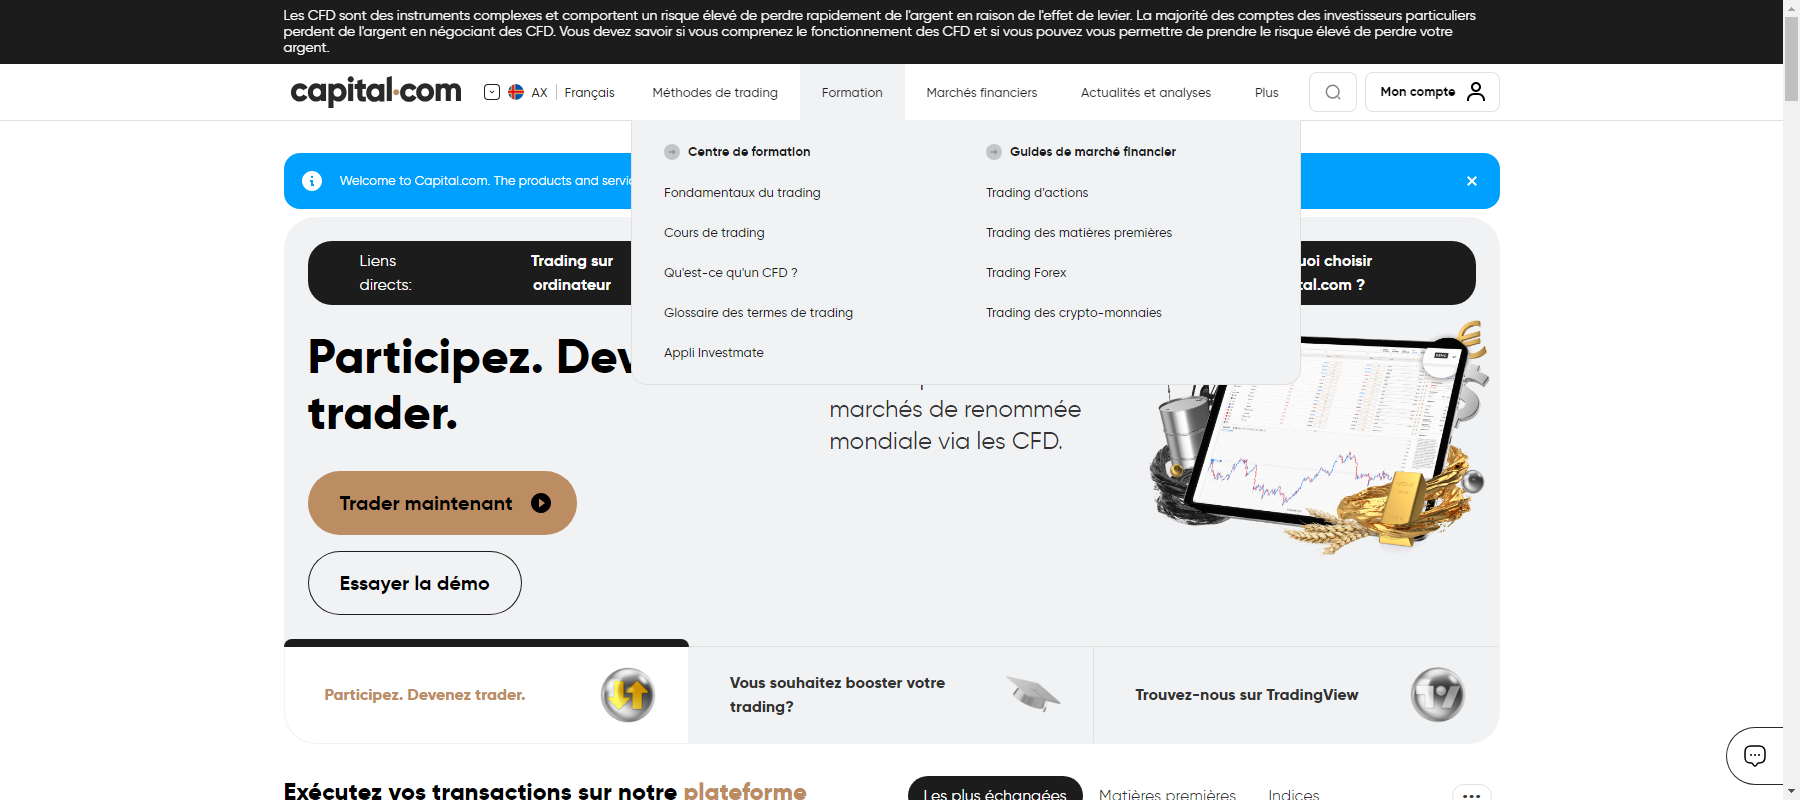 Les CFD sont des instruments complexes et comportent un risque élevé de perdre rapidement de l'argent en raison de l'effet de levier. La majorité des comptes des investisseurs particuliers
perdent de l'argent en négociant des CFD. Vous devez savoir si vous comprenez le fonctionnement des CFD et si vous pouvez vous permettre de prendre le risque élevé de perdre votre
argent.
capital.com AX Français Méthodes de trading Formation Marchés financiers Actualités et analyses Plus Mon compte
Centre de formation
Fondamentaux du trading
Cours de trading
Qu'est-ce qu'un CFD ?
Glossaire des termes de trading
Appli Investmate
Guides de marché financier
Trading d'actions
Trading des matières premières
Trading Forex
Trading des crypto-monnaies
Welcome to Capital.com. The products and servic
Liens
directs:
Trading sur
ordinateur
uoi choisir
tal.com ?
Participez. Dev
trader.
marchés de renommée
mondiale via les CFD.
Trader maintenant
Essayer la démo
Participez. Devenez trader.
Vous souhaitez booster votre
trading?
Trouvez-nous sur TradingView
Exécutez vos transactions sur notre plateforme
Les plus échangées Matières premières Indices